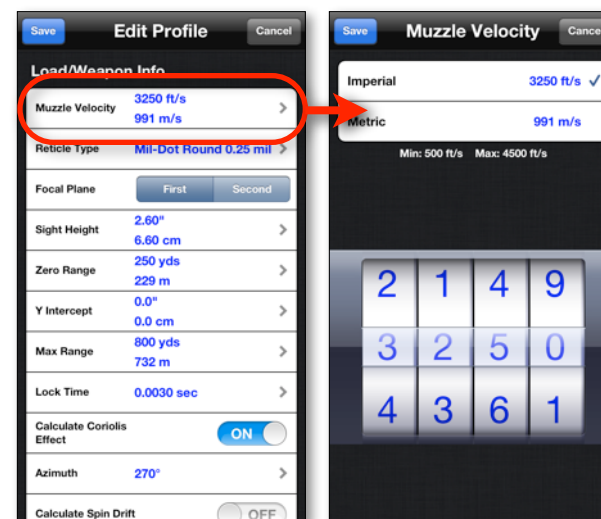 Save Edit Profile Cancel
Load/Weapon Info
Muzzle Velocity 3250 ft/s
991 m/s
Reticle Type Mil-Dot Round 0.25 mil
Focal Plane First Second
Sight Height 2.60"
6.60 cm
Zero Range 250 yds
229 m
Y Intercept 0.0"
0.0 cm
Max Range 800 yds
732 m
Lock Time 0.0030 sec
Calculate Coriolis
Effect ON
Azimuth 270°
Calculate Spin Drift OFF
Save Muzzle Velocity Cance
Imperial 3250 ft/s ✓
Metric 991 m/s
Min: 500 ft/s Max: 4500 ft/s
2 1 4 9
3 2 5 0
4 3 6 1